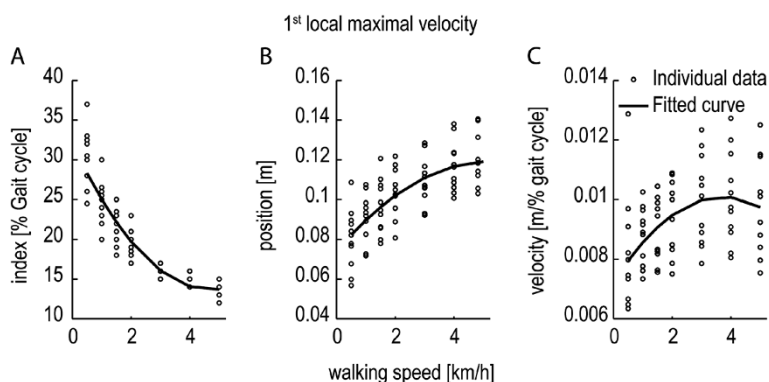 1st local maximal velocity
A
index [% Gait cycle]
40
35
30
25
20
15
10
0
2
4
B
position [m]
0.16
0.14
0.12
0.1
0.08
0.06
0.04
0
2
4
walking speed [km/h]
C
velocity [m/% gait cycle]
0.014
0.012
0.01
0.008
0.006
0
2
4
6
Individual data
Fitted curve